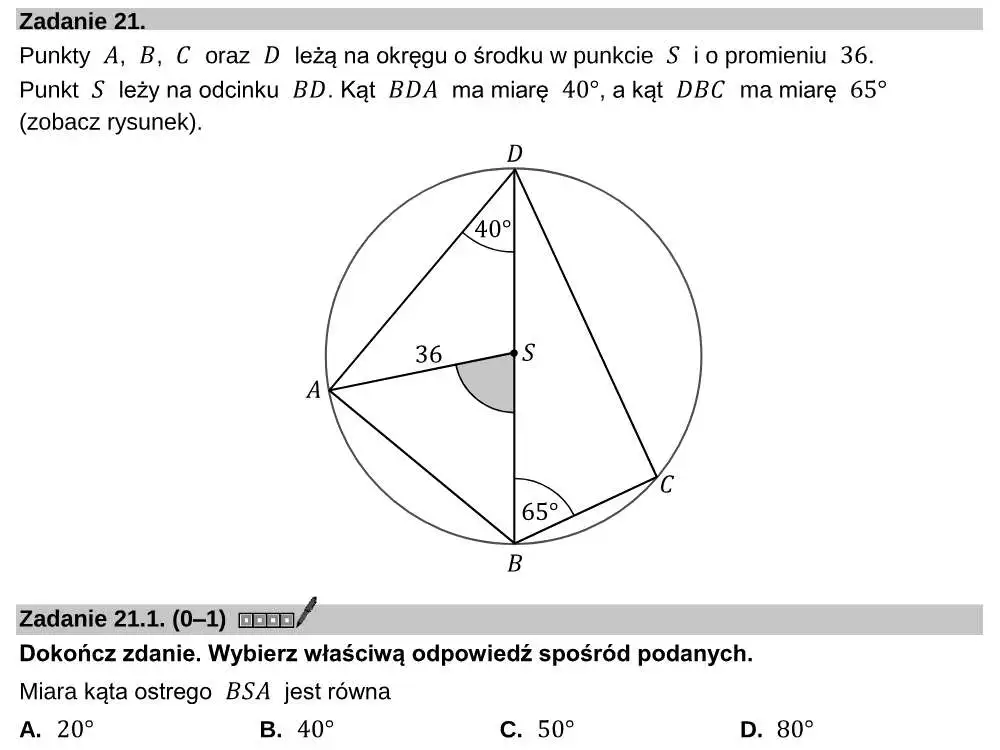 Zadanie 21.
Punkty A, B, C oraz D leżą na okręgu o środku w punkcie S i o promieniu 36.
Punkt S leży na odcinku BD. Kąt BDA ma miarę 40°, a kąt DBC ma miarę 65°
(zobacz rysunek).
D
40°
36
S
A
C
65°
B
Zadanie 21.1. (0–1)
Dokończ zdanie. Wybierz właściwą odpowiedź spośród podanych.
Miara kąta ostrego BSA jest równa
A. 20° B. 40° C. 50° D. 80°